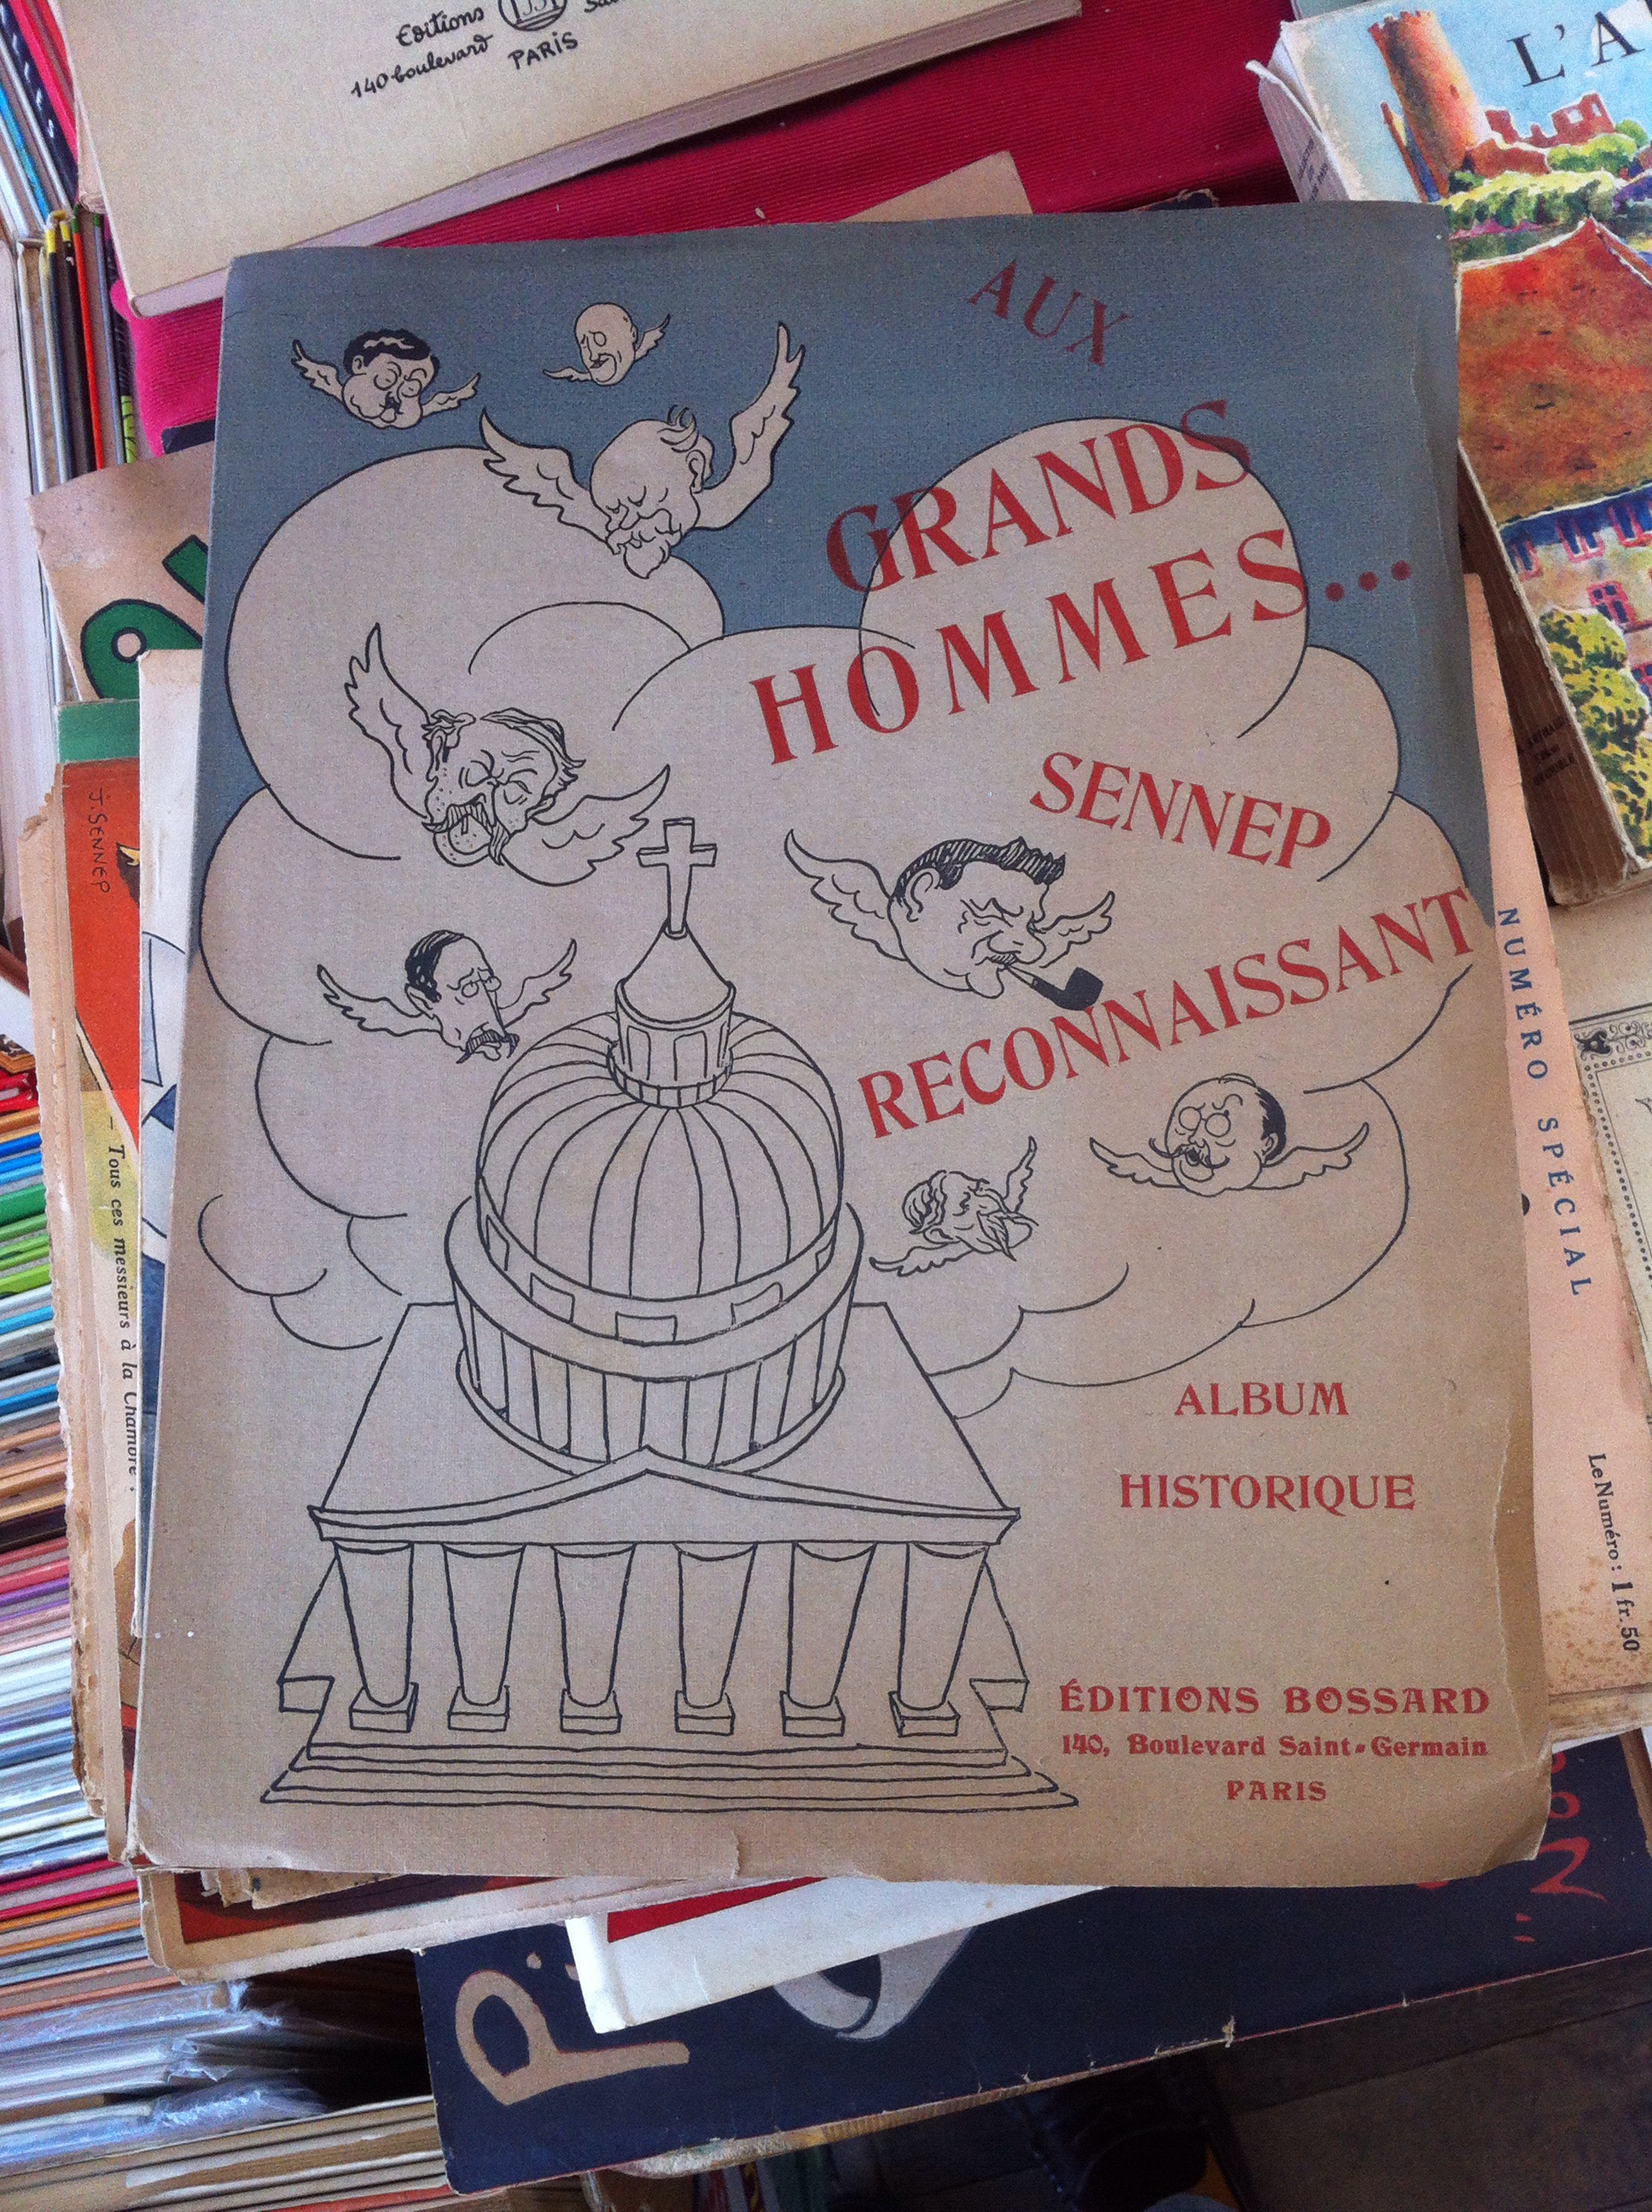 Editions
140 boulevard
PARIS
L'A
AUX
GRANDS
HOMMES...
SENNEP
RECONNAISSANT
ALBUM
HISTORIQUE
ÉDITIONS BOSSARD
140, Boulevard Saint-Germain
PARIS
J. SENNEP
– Tous ces messieurs à la Chambre :
NUMÉRO SPÉCIAL
Le Numéro : 1 fr. 50